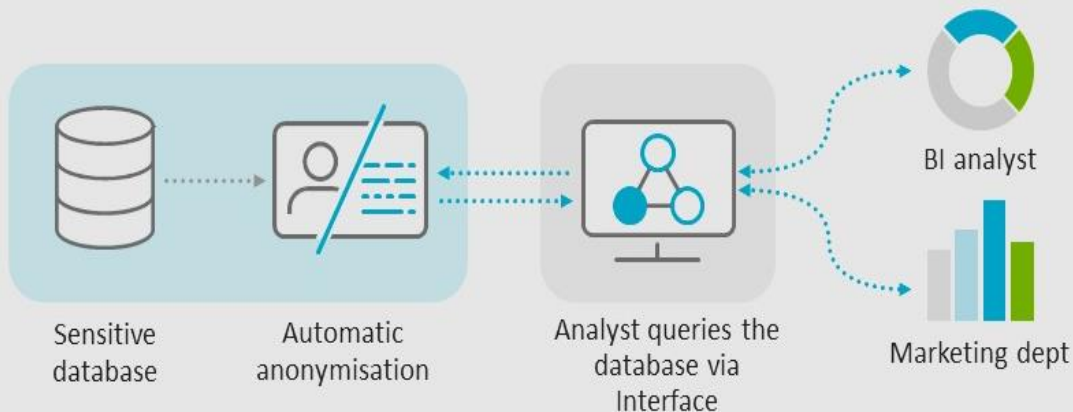 Sensitive
database
Automatic
anonymisation
Analyst queries the
database via
Interface
BI analyst
Marketing dept